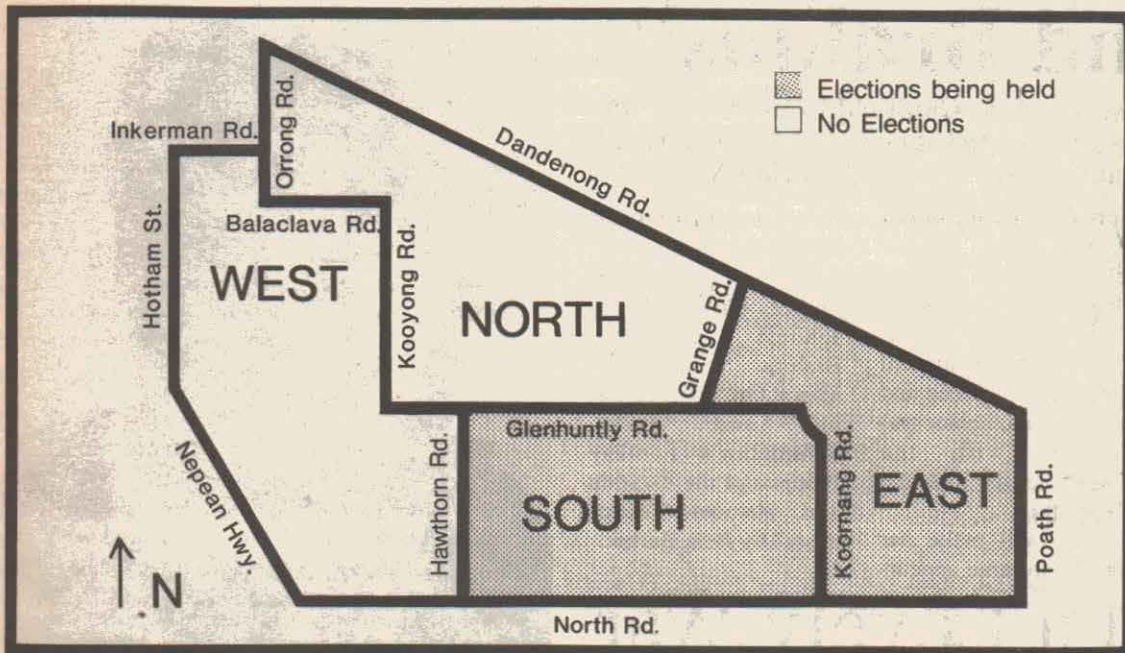 Elections being held
No Elections
Inkerman Rd.
Orrong Rd.
Dandenong Rd.
Hotham St.
Balaclava Rd.
WEST
Kooyong Rd.
NORTH
Grange Rd.
Glenhuntly Rd.
Hawthorn Rd.
SOUTH
Koornang Rd.
EAST
Poath Rd.
Nepean Hwy.
N
North Rd.